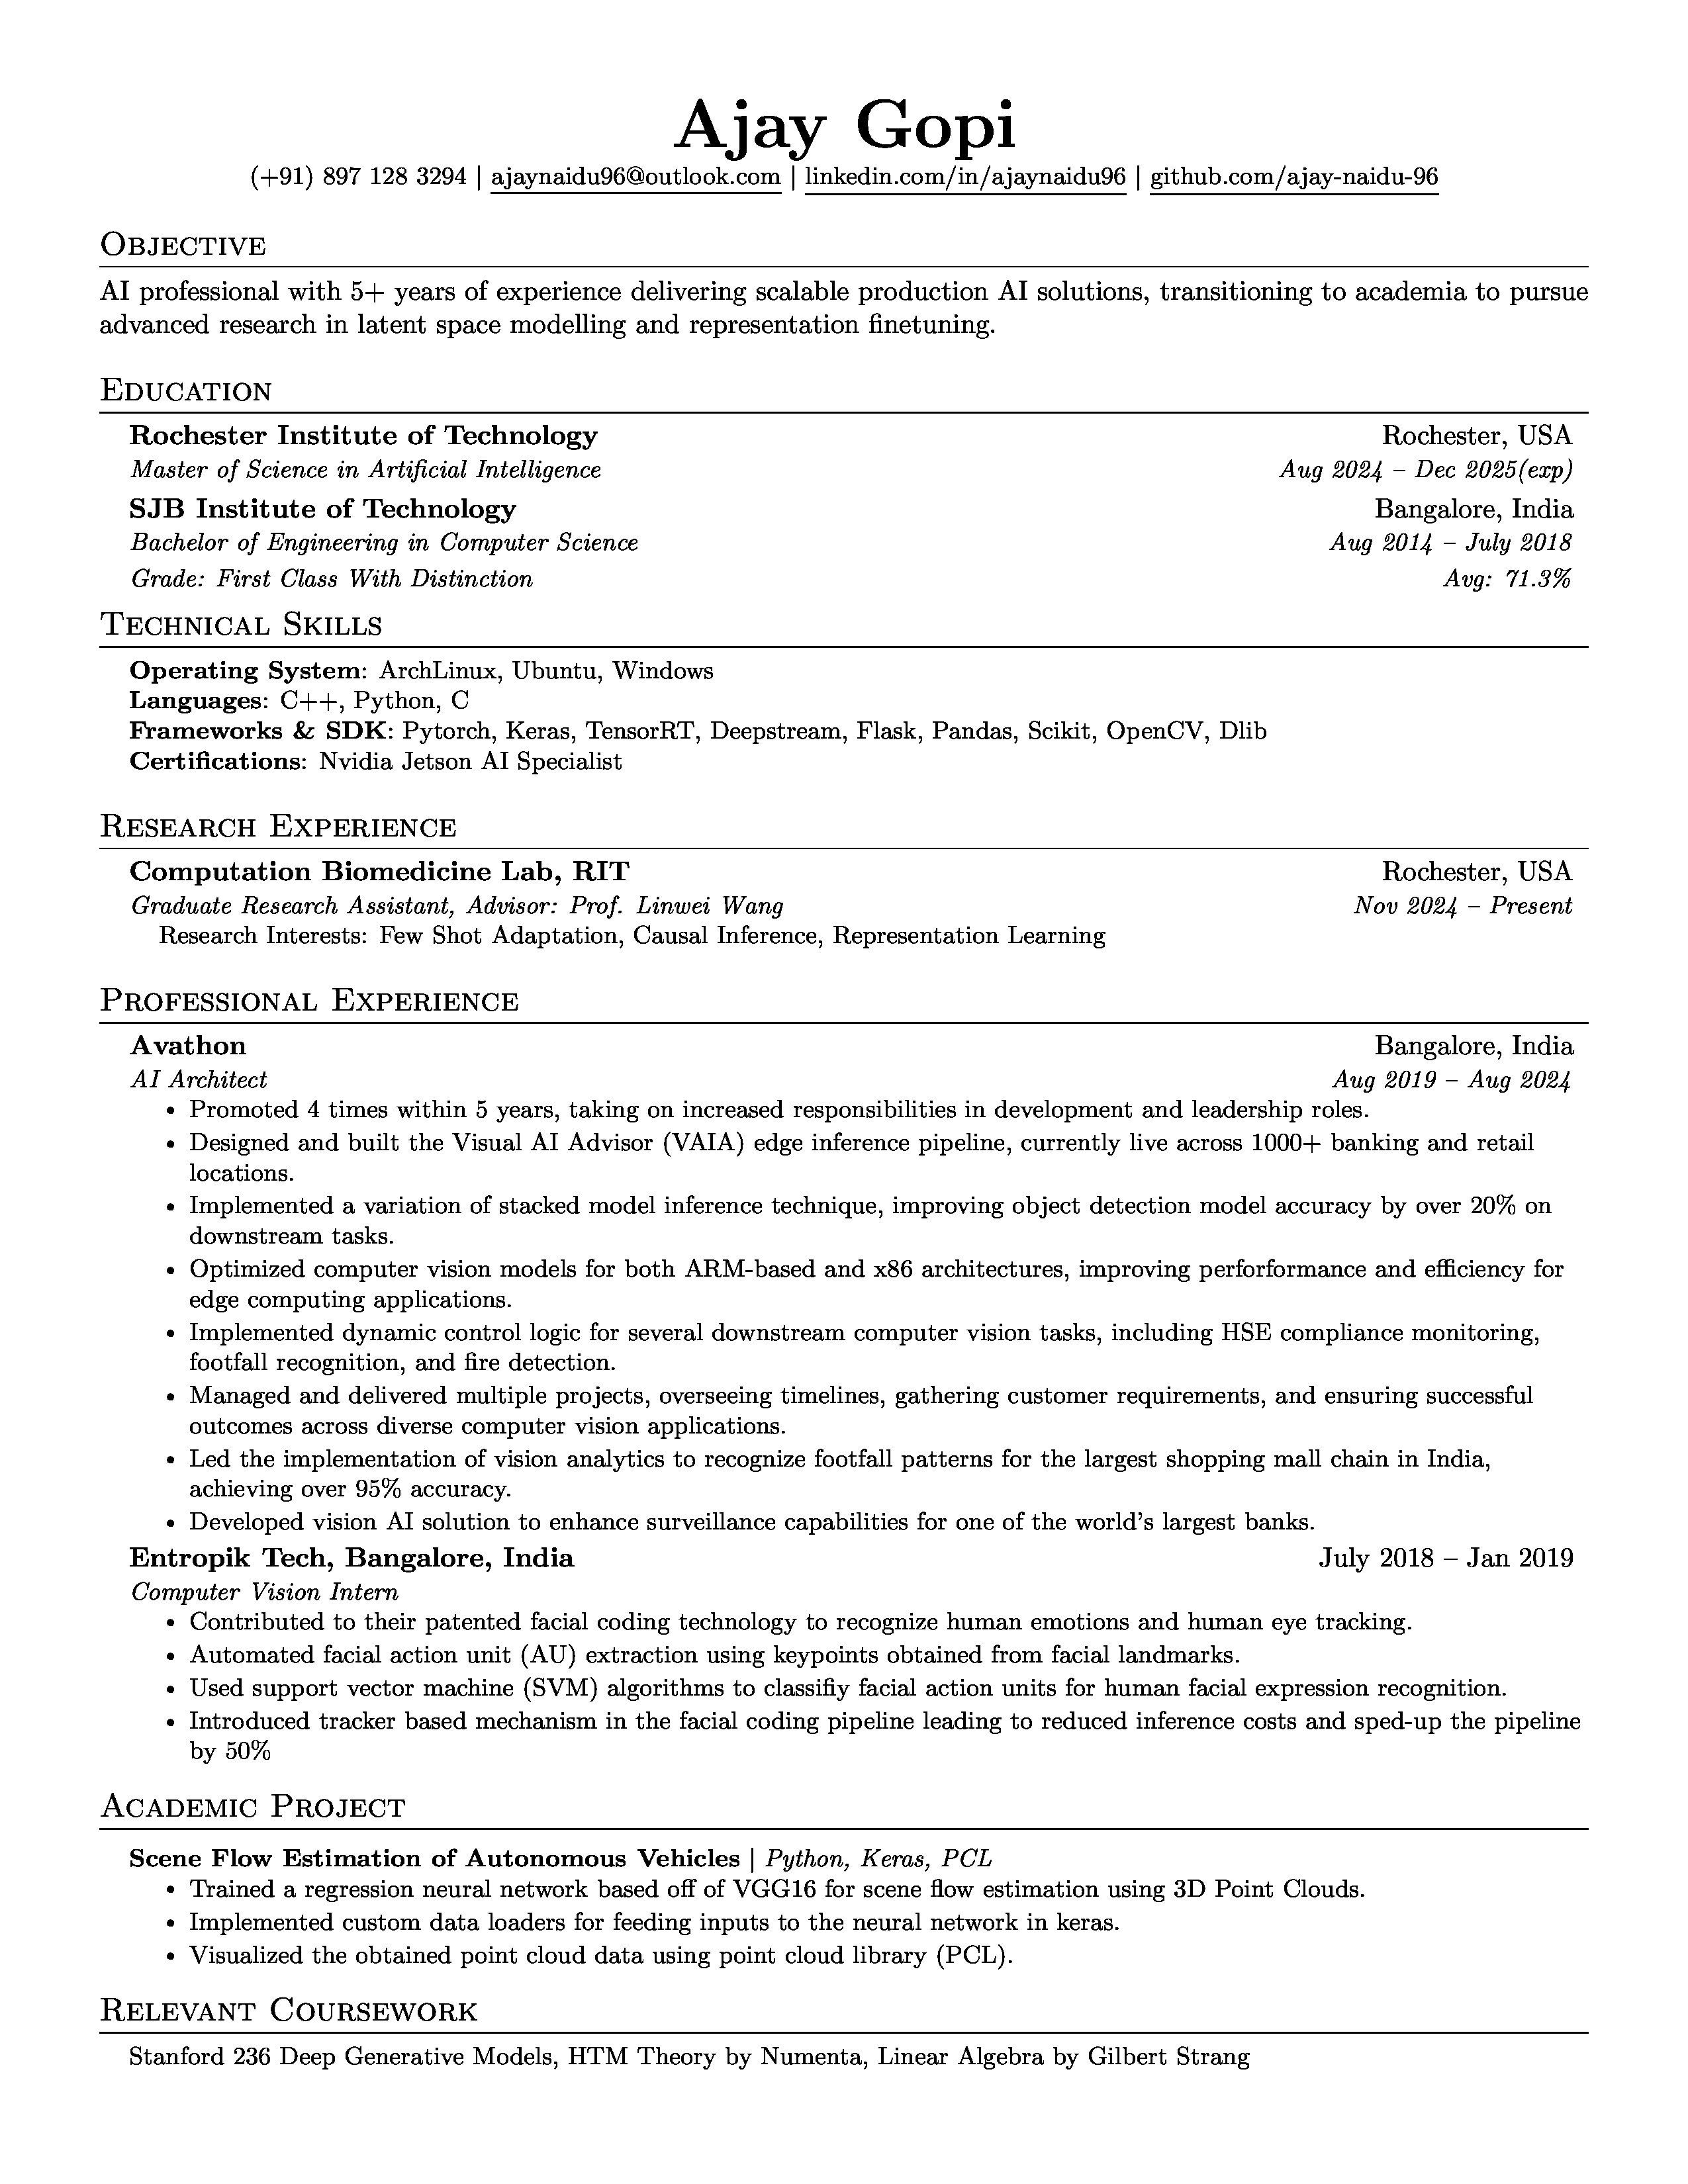 Ajay Gopi
(+91) 897 128 3294 | ajaynaidu96@outlook.com | linkedin.com/in/ajaynaidu96 | github.com/ajay-naidu-96
Objective
AI professional with 5+ years of experience delivering scalable production AI solutions, transitioning to academia to pursue
advanced research in latent space modelling and representation finetuning.
Education
Rochester Institute of Technology Rochester, USA
Master of Science in Artificial Intelligence Aug 2024 – Dec 2025(exp)
SJB Institute of Technology Bangalore, India
Bachelor of Engineering in Computer Science Aug 2014 – July 2018
Grade: First Class With Distinction Avg: 71.3%
Technical Skills
Operating System: ArchLinux, Ubuntu, Windows
Languages: C++, Python, C
Frameworks & SDK: Pytorch, Keras, TensorRT, Deepstream, Flask, Pandas, Scikit, OpenCV, Dlib
Certifications: Nvidia Jetson AI Specialist
Research Experience
Computation Biomedicine Lab, RIT Rochester, USA
Graduate Research Assistant, Advisor: Prof. Linwei Wang Nov 2024 – Present
Research Interests: Few Shot Adaptation, Causal Inference, Representation Learning
Professional Experience
Avathon Bangalore, India
AI Architect Aug 2019 – Aug 2024
• Promoted 4 times within 5 years, taking on increased responsibilities in development and leadership roles.
• Designed and built the Visual AI Advisor (VAIA) edge inference pipeline, currently live across 1000+ banking and retail
locations.
• Implemented a variation of stacked model inference technique, improving object detection model accuracy by over 20% on
downstream tasks.
• Optimized computer vision models for both ARM-based and x86 architectures, improving perforformance and efficiency for
edge computing applications.
• Implemented dynamic control logic for several downstream computer vision tasks, including HSE compliance monitoring,
footfall recognition, and fire detection.
• Managed and delivered multiple projects, overseeing timelines, gathering customer requirements, and ensuring successful
outcomes across diverse computer vision applications.
• Led the implementation of vision analytics to recognize footfall patterns for the largest shopping mall chain in India,
achieving over 95% accuracy.
• Developed vision AI solution to enhance surveillance capabilities for one of the world's largest banks.
Entropik Tech, Bangalore, India July 2018 – Jan 2019
Computer Vision Intern
• Contributed to their patented facial coding technology to recognize human emotions and human eye tracking.
• Automated facial action unit (AU) extraction using keypoints obtained from facial landmarks.
• Used support vector machine (SVM) algorithms to classifiy facial action units for human facial expression recognition.
• Introduced tracker based mechanism in the facial coding pipeline leading to reduced inference costs and sped-up the pipeline
by 50%
Academic Project
Scene Flow Estimation of Autonomous Vehicles | Python, Keras, PCL
• Trained a regression neural network based off of VGG16 for scene flow estimation using 3D Point Clouds.
• Implemented custom data loaders for feeding inputs to the neural network in keras.
• Visualized the obtained point cloud data using point cloud library (PCL).
Relevant Coursework
Stanford 236 Deep Generative Models, HTM Theory by Numenta, Linear Algebra by Gilbert Strang